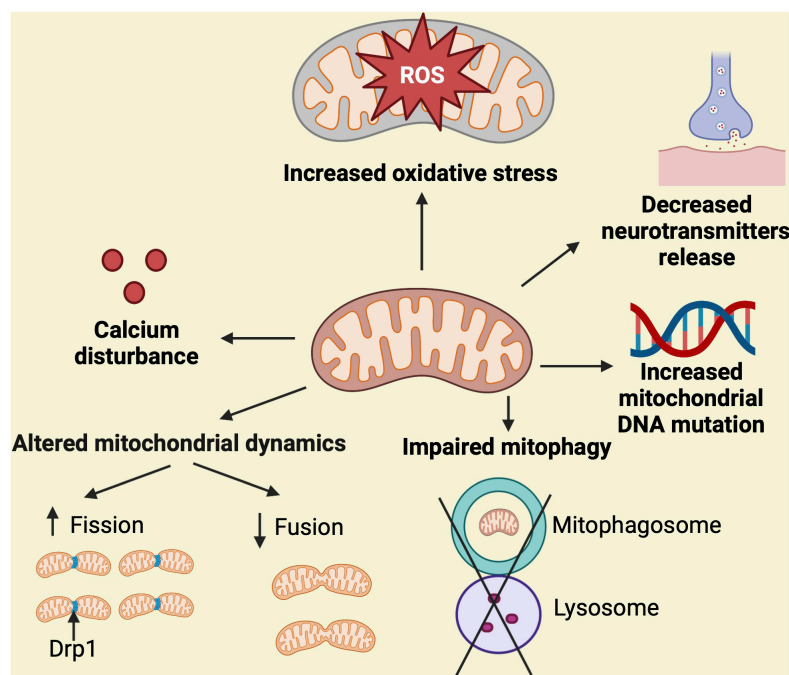 ROS
Increased oxidative stress
Decreased
neurotransmitters
release
Calcium
disturbance
Increased
mitochondrial
DNA mutation
Altered mitochondrial dynamics
Impaired mitophagy
Fission
Fusion
Mitophagosome
Lysosome
Drp1